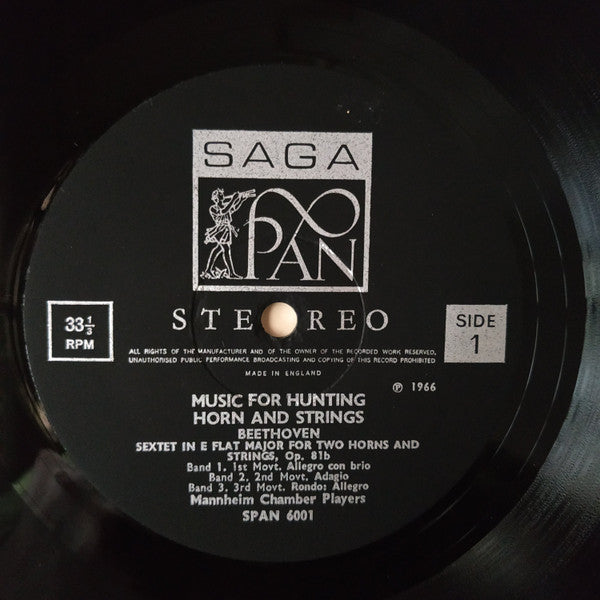 SAGA
PAN
STEREO
33 1/3
RPM
SIDE
1
ALL RIGHTS OF THE MANUFACTURER AND OF THE OWNER OF THE RECORDED WORK RESERVED.
UNAUTHORISED PUBLIC PERFORMANCE BROADCASTING AND COPYING OF THIS RECORD PROHIBITED
MADE IN ENGLAND
℗ 1966
MUSIC FOR HUNTING
HORN AND STRINGS
BEETHOVEN
SEXTET IN E FLAT MAJOR FOR TWO HORNS AND
STRINGS, Op. 81b
Band 1. 1st Movt. Allegro con brio
Band 2. 2nd Movt. Adagio
Band 3. 3rd Movt. Rondo: Allegro
Mannheim Chamber Players
SPAN 6001